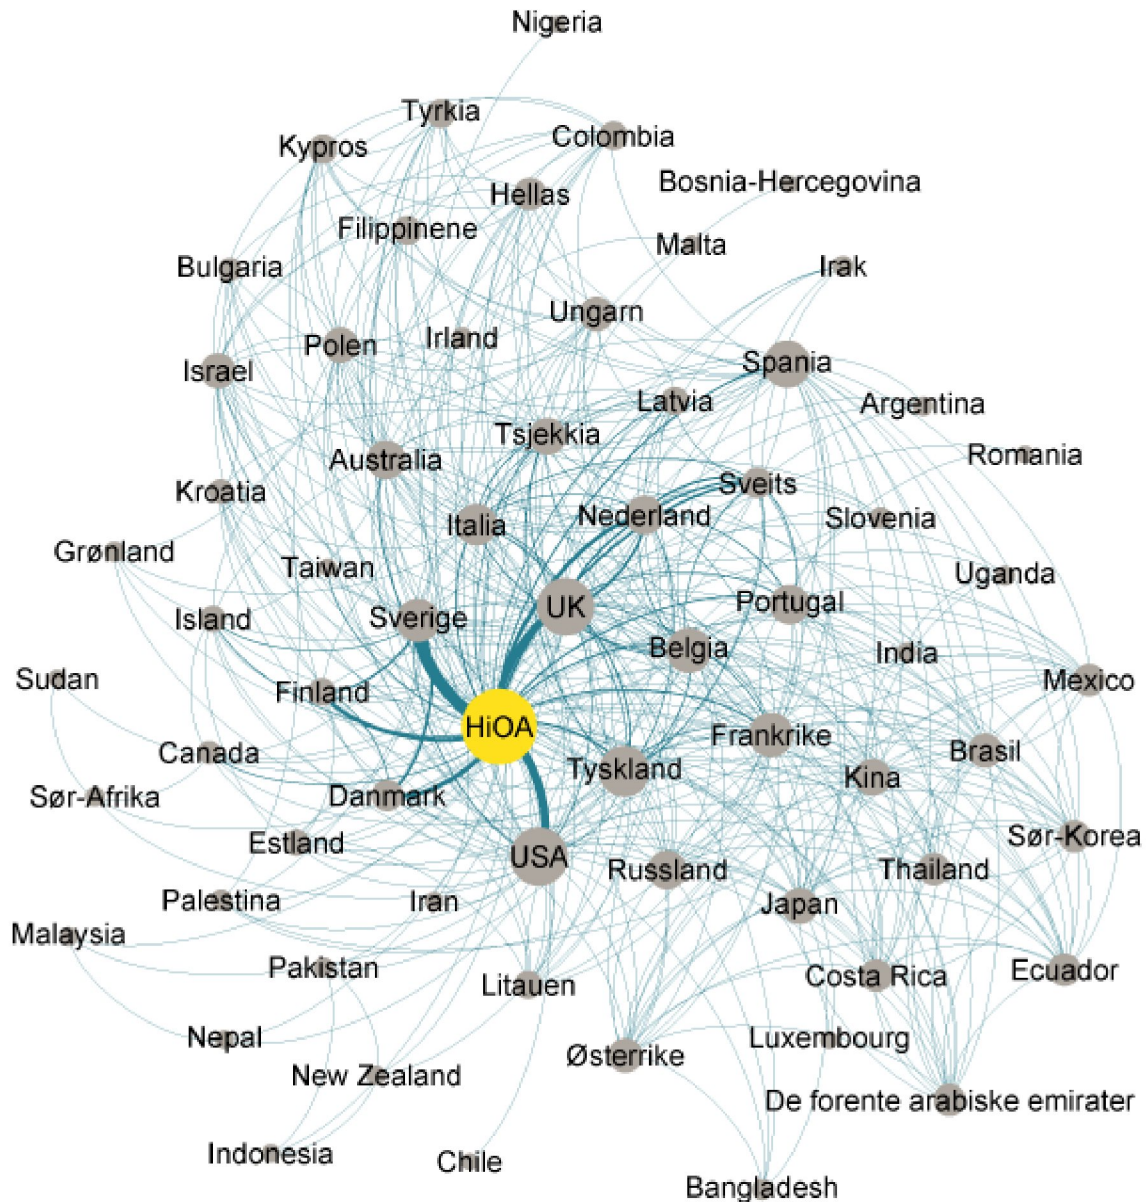 Nigeria
Tyrkia
Colombia
Kypros
Bosnia-Hercegovina
Hellas
Filippinene
Malta
Bulgaria
Irak
Ungarn
Irland
Polen
Spania
Israel
Latvia
Argentina
Tsjekkia
Australia
Romania
Sveits
Kroatia
Nederland
Italia
Slovenia
Grønland
Taiwan
Uganda
Portugal
UK
Island
Sverige
Belgia
India
Sudan
Mexico
Finland
HiOA
Frankrike
Canada
Brasil
Tyskland
Kina
Sør-Afrika
Danmark
Sør-Korea
Estland
USA
Russland
Thailand
Palestina
Iran
Japan
Malaysia
Pakistan
Ecuador
Costa Rica
Litauen
Nepal
Luxembourg
Østerrike
New Zealand
De forente arabiske emirater
Indonesia
Chile
Bangladesh